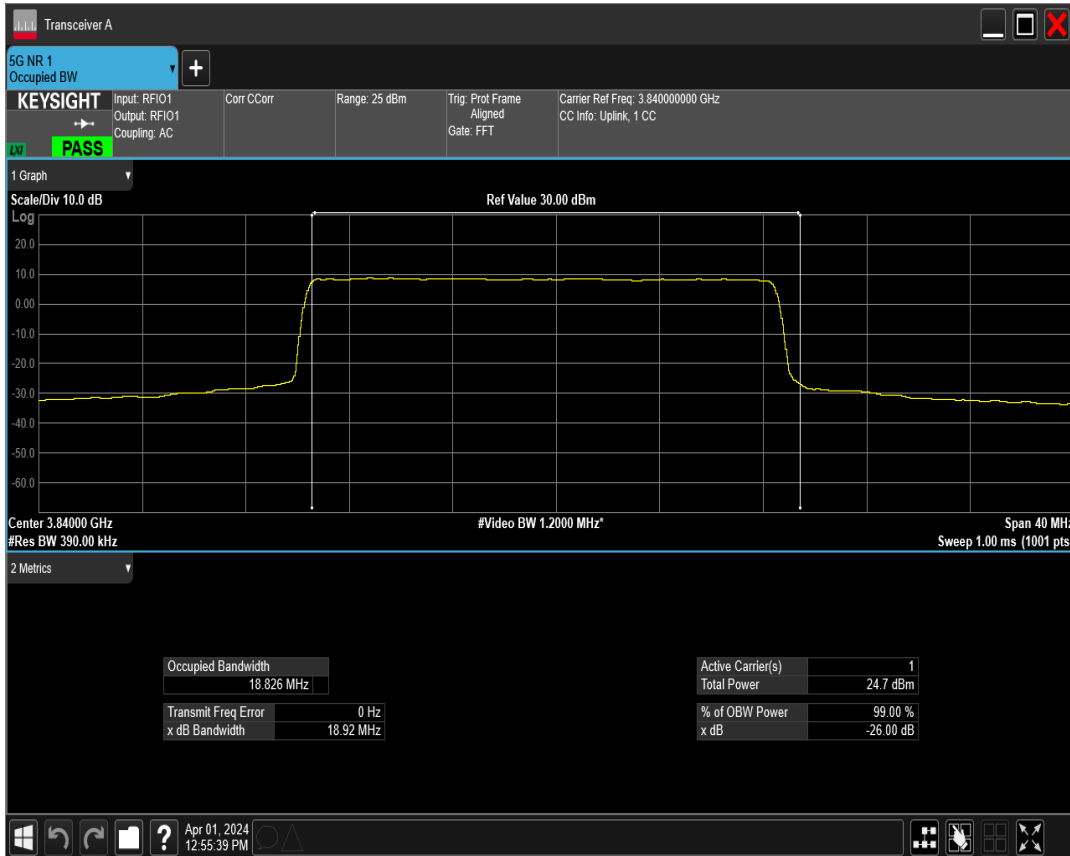 Transceiver A
5G NR 1
Occupied BW
KEYSIGHT
Input: RFIO1
Output: RFIO1
Coupling: AC
Corr CCorr
Range: 25 dBm
Trig: Prot Frame
Aligned
Gate: FFT
Carrier Ref Freq: 3.840000000 GHz
CC Info: Uplink, 1 CC
LXI
PASS
1 Graph
Scale/Div 10.0 dB
Ref Value 30.00 dBm
Log
20.0
10.0
0.00
-10.0
-20.0
-30.0
-40.0
-50.0
-60.0
Center 3.84000 GHz
#Video BW 1.2000 MHz*
Span 40 MHz
#Res BW 390.00 kHz
Sweep 1.00 ms (1001 pts
2 Metrics
Occupied Bandwidth
18.826 MHz
Transmit Freq Error 0 Hz
x dB Bandwidth 18.92 MHz
Active Carrier(s) 1
Total Power 24.7 dBm
% of OBW Power 99.00 %
x dB -26.00 dB
?
Apr 01, 2024
12:55:39 PM